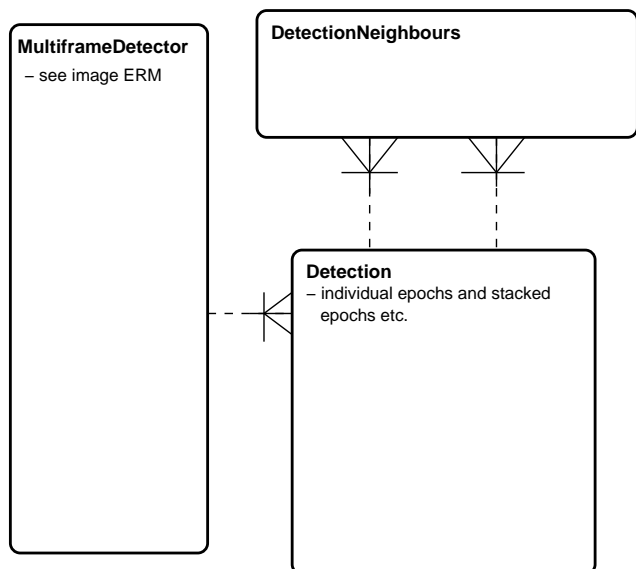 MultiframeDetector
– see image ERM
DetectionNeighbours
Detection
– individual epochs and stacked
epochs etc.